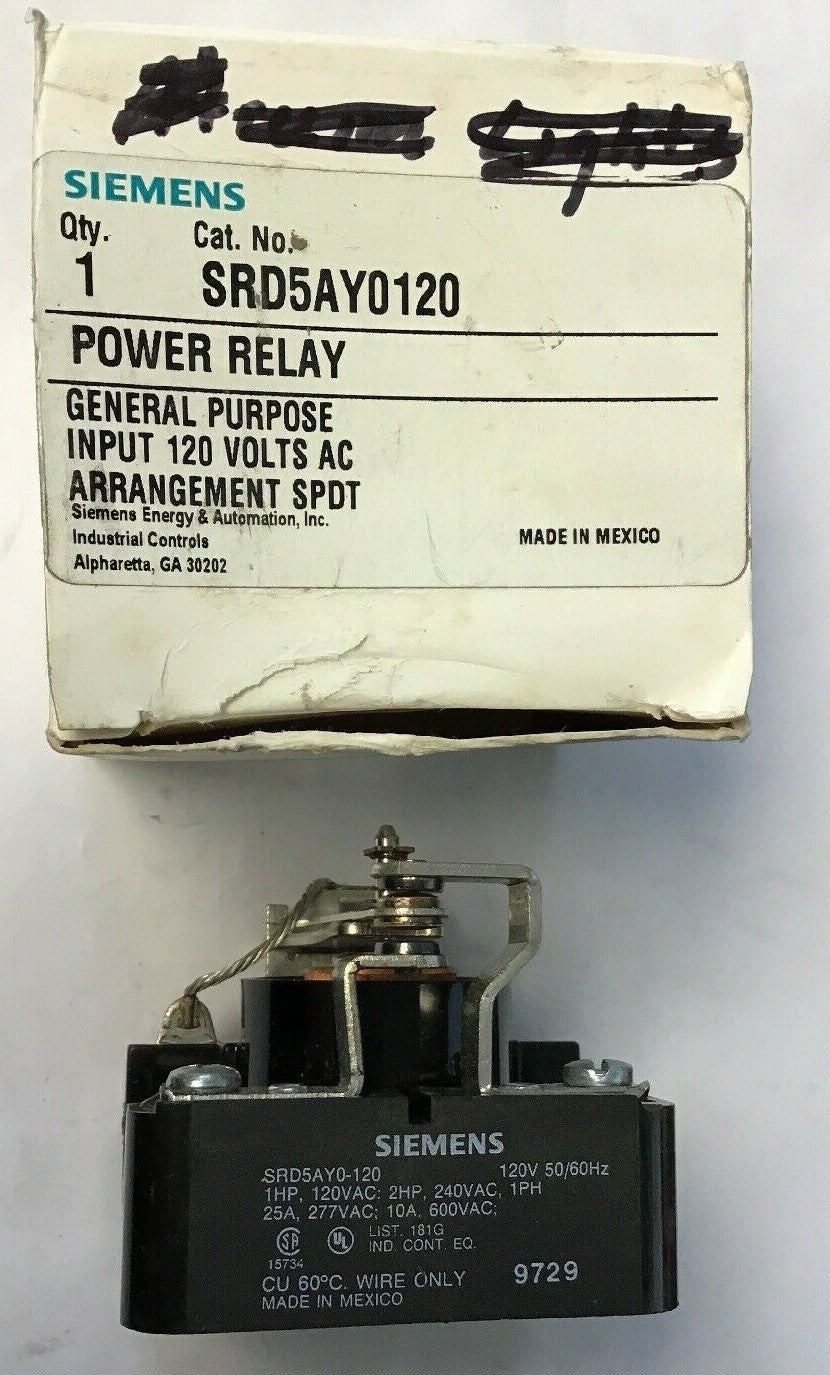 SIEMENS
Qty. Cat. No.
1 SRD5AY0120
POWER RELAY
GENERAL PURPOSE
INPUT 120 VOLTS AC
ARRANGEMENT SPDT
Siemens Energy & Automation, Inc.
Industrial Controls
Alpharetta, GA 30202
MADE IN MEXICO
SIEMENS
SRD5AY0-120 120V 50/60Hz
1HP, 120VAC: 2HP, 240VAC, 1PH
25A, 277VAC; 10A, 600VAC;
SA UL LIST. 181G
IND. CONT. EQ.
15734
CU 60°C. WIRE ONLY 9729
MADE IN MEXICO